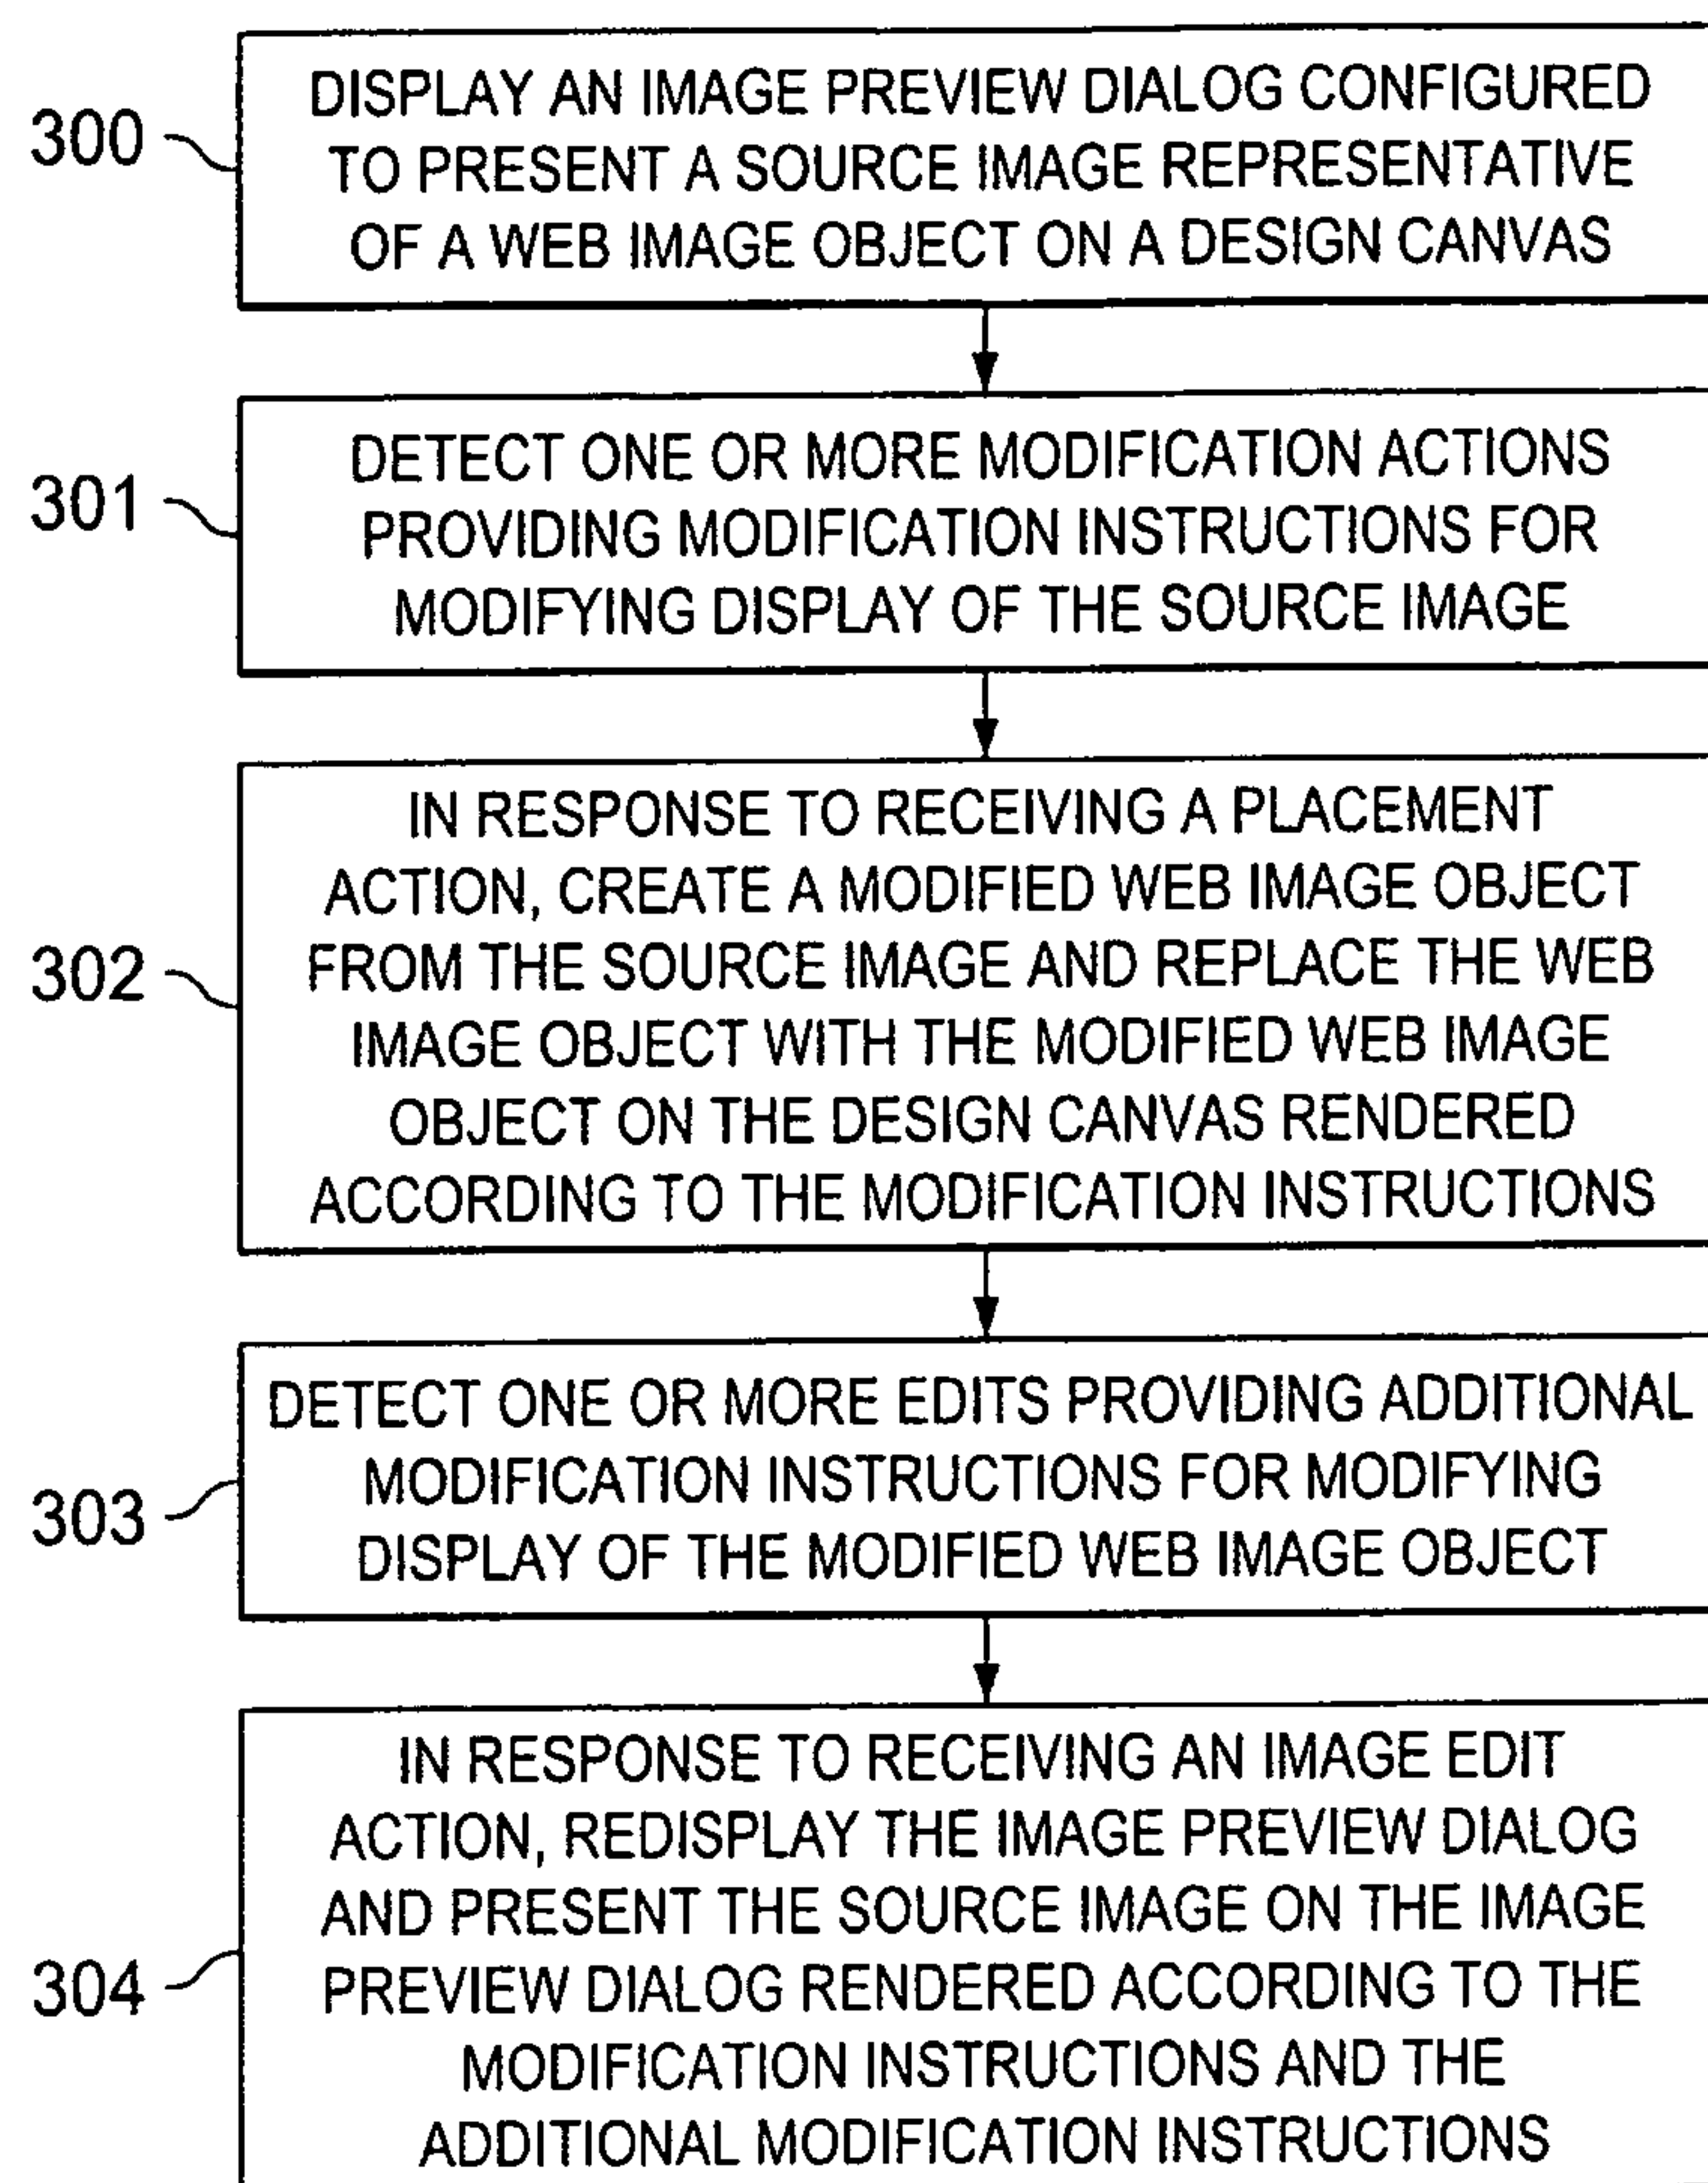 300
DISPLAY AN IMAGE PREVIEW DIALOG CONFIGURED
TO PRESENT A SOURCE IMAGE REPRESENTATIVE
OF A WEB IMAGE OBJECT ON A DESIGN CANVAS
301
DETECT ONE OR MORE MODIFICATION ACTIONS
PROVIDING MODIFICATION INSTRUCTIONS FOR
MODIFYING DISPLAY OF THE SOURCE IMAGE
302
IN RESPONSE TO RECEIVING A PLACEMENT
ACTION, CREATE A MODIFIED WEB IMAGE OBJECT
FROM THE SOURCE IMAGE AND REPLACE THE WEB
IMAGE OBJECT WITH THE MODIFIED WEB IMAGE
OBJECT ON THE DESIGN CANVAS RENDERED
ACCORDING TO THE MODIFICATION INSTRUCTIONS
303
DETECT ONE OR MORE EDITS PROVIDING ADDITIONAL
MODIFICATION INSTRUCTIONS FOR MODIFYING
DISPLAY OF THE MODIFIED WEB IMAGE OBJECT
304
IN RESPONSE TO RECEIVING AN IMAGE EDIT
ACTION, REDISPLAY THE IMAGE PREVIEW DIALOG
AND PRESENT THE SOURCE IMAGE ON THE IMAGE
PREVIEW DIALOG RENDERED ACCORDING TO THE
MODIFICATION INSTRUCTIONS AND THE
ADDITIONAL MODIFICATION INSTRUCTIONS